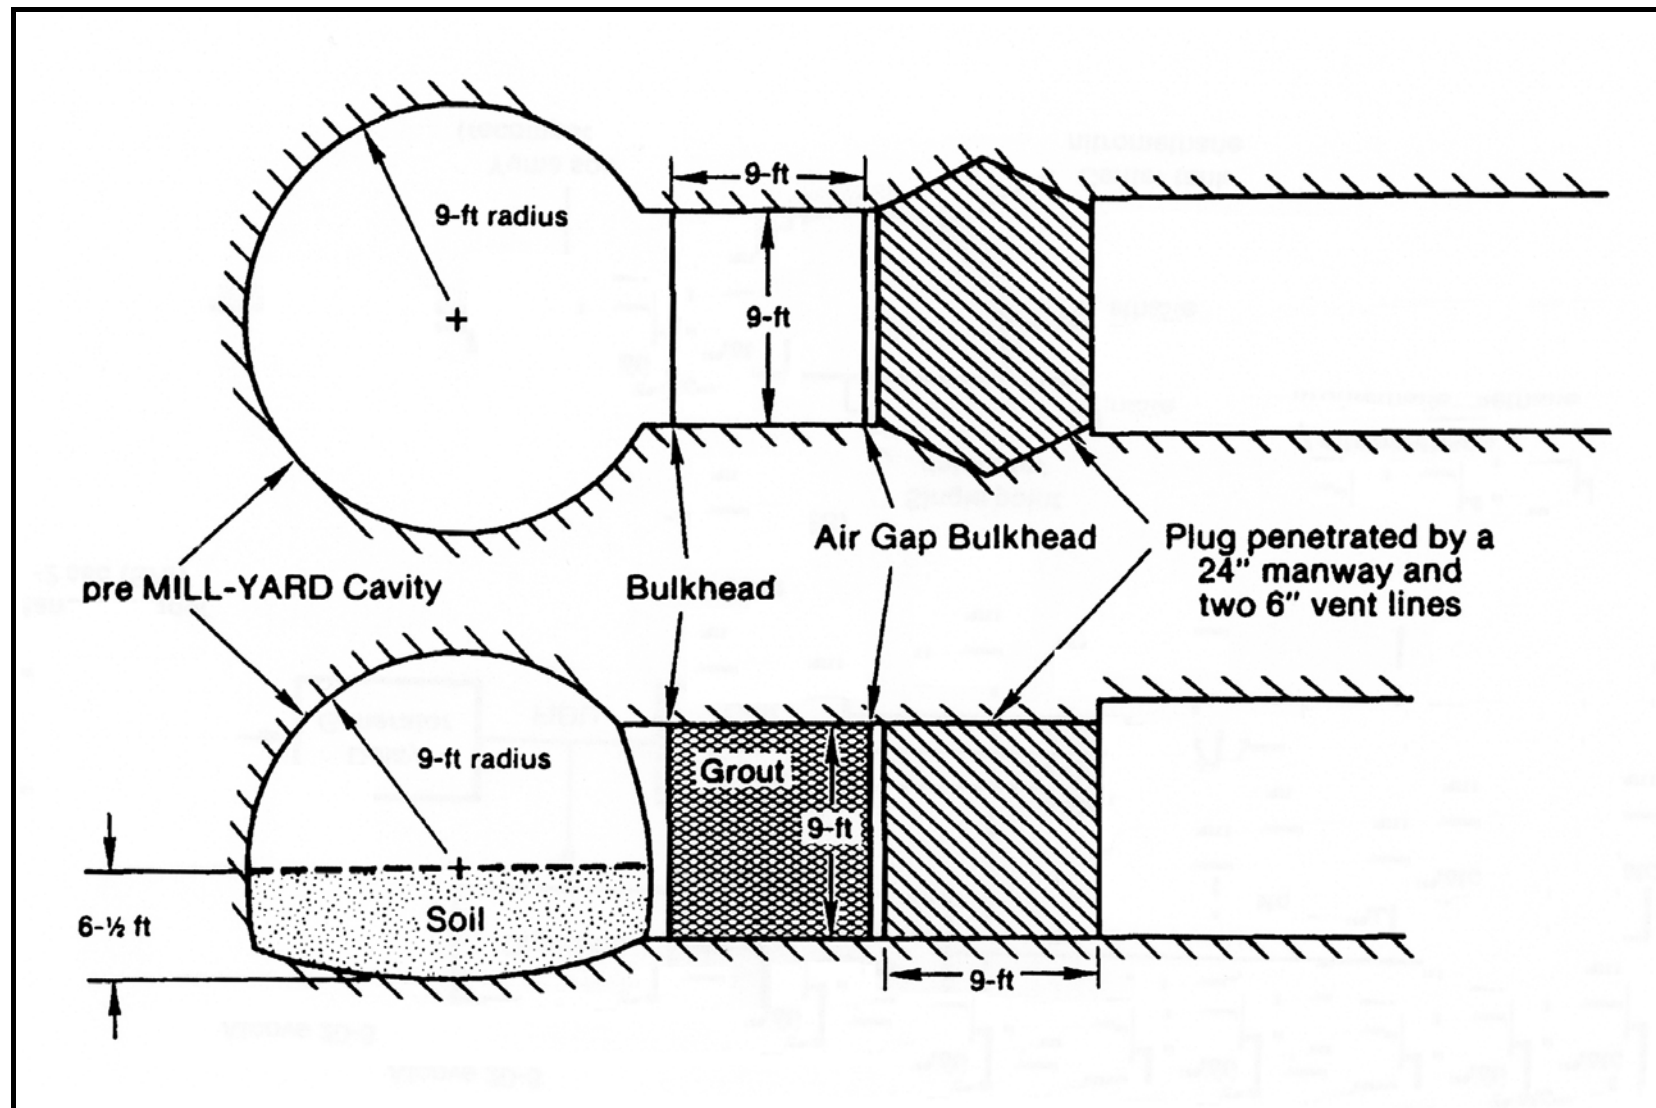 9-ft
9-ft radius
9-ft
Air Gap Bulkhead
Plug penetrated by a
24" manway and
two 6" vent lines
pre MILL-YARD Cavity
Bulkhead
9-ft radius
Grout
9-ft
Soil
6-½ ft
9-ft